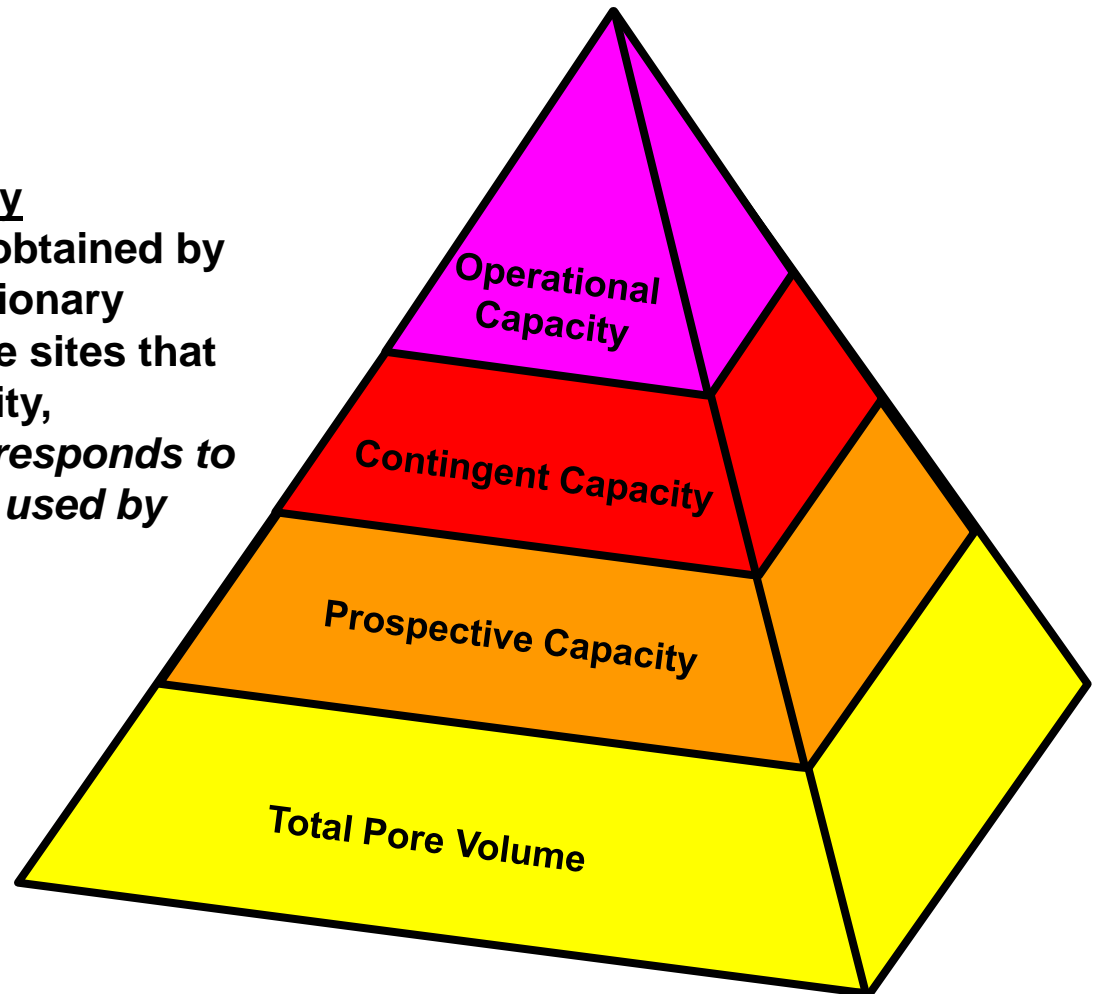 y
obtained by
ionary
e sites that
ity,
responds to
used by
Operational
Capacity
Contingent Capacity
Prospective Capacity
Total Pore Volume